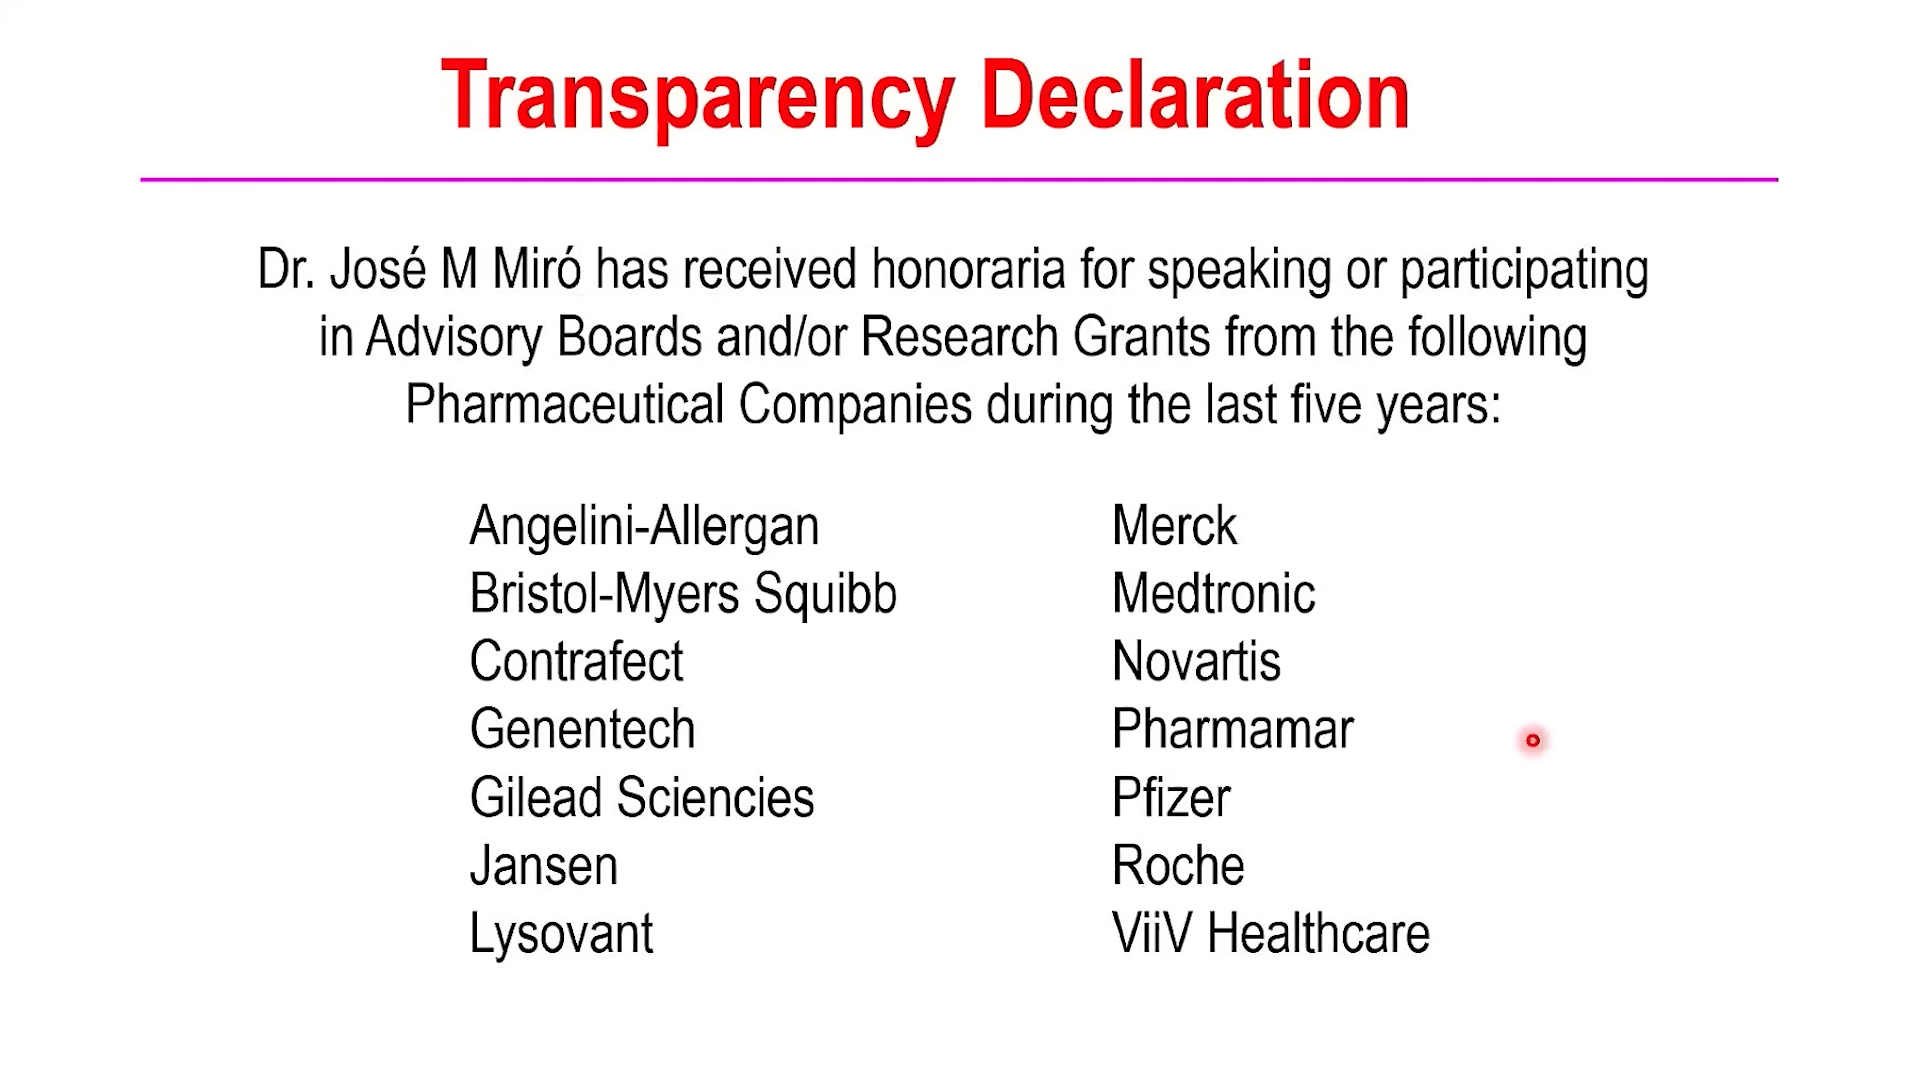 Transparency Declaration
Dr. José M Miró has received honoraria for speaking or participating
in Advisory Boards and/or Research Grants from the following
Pharmaceutical Companies during the last five years:
Angelini-Allergan
Bristol-Myers Squibb
Contrafect
Genentech
Gilead Sciencies
Jansen
Lysovant
Merck
Medtronic
Novartis
Pharmamar
Pfizer
Roche
ViiV Healthcare